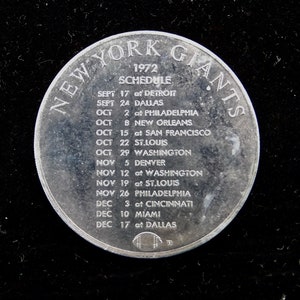 NEW YORK GIANTS
1972
SCHEDULE
SEPT 17 at DETROIT
SEPT 24 DALLAS
OCT 2 at PHILADELPHIA
OCT 8 NEW ORLEANS
OCT 15 at SAN FRANCISCO
OCT 22 ST. LOUIS
OCT 29 WASHINGTON
NOV 5 DENVER
NOV 12 at WASHINGTON
NOV 19 at ST. LOUIS
NOV 26 PHILADELPHIA
DEC 3 at CINCINNATI
DEC 10 MIAMI
DEC 17 at DALLAS